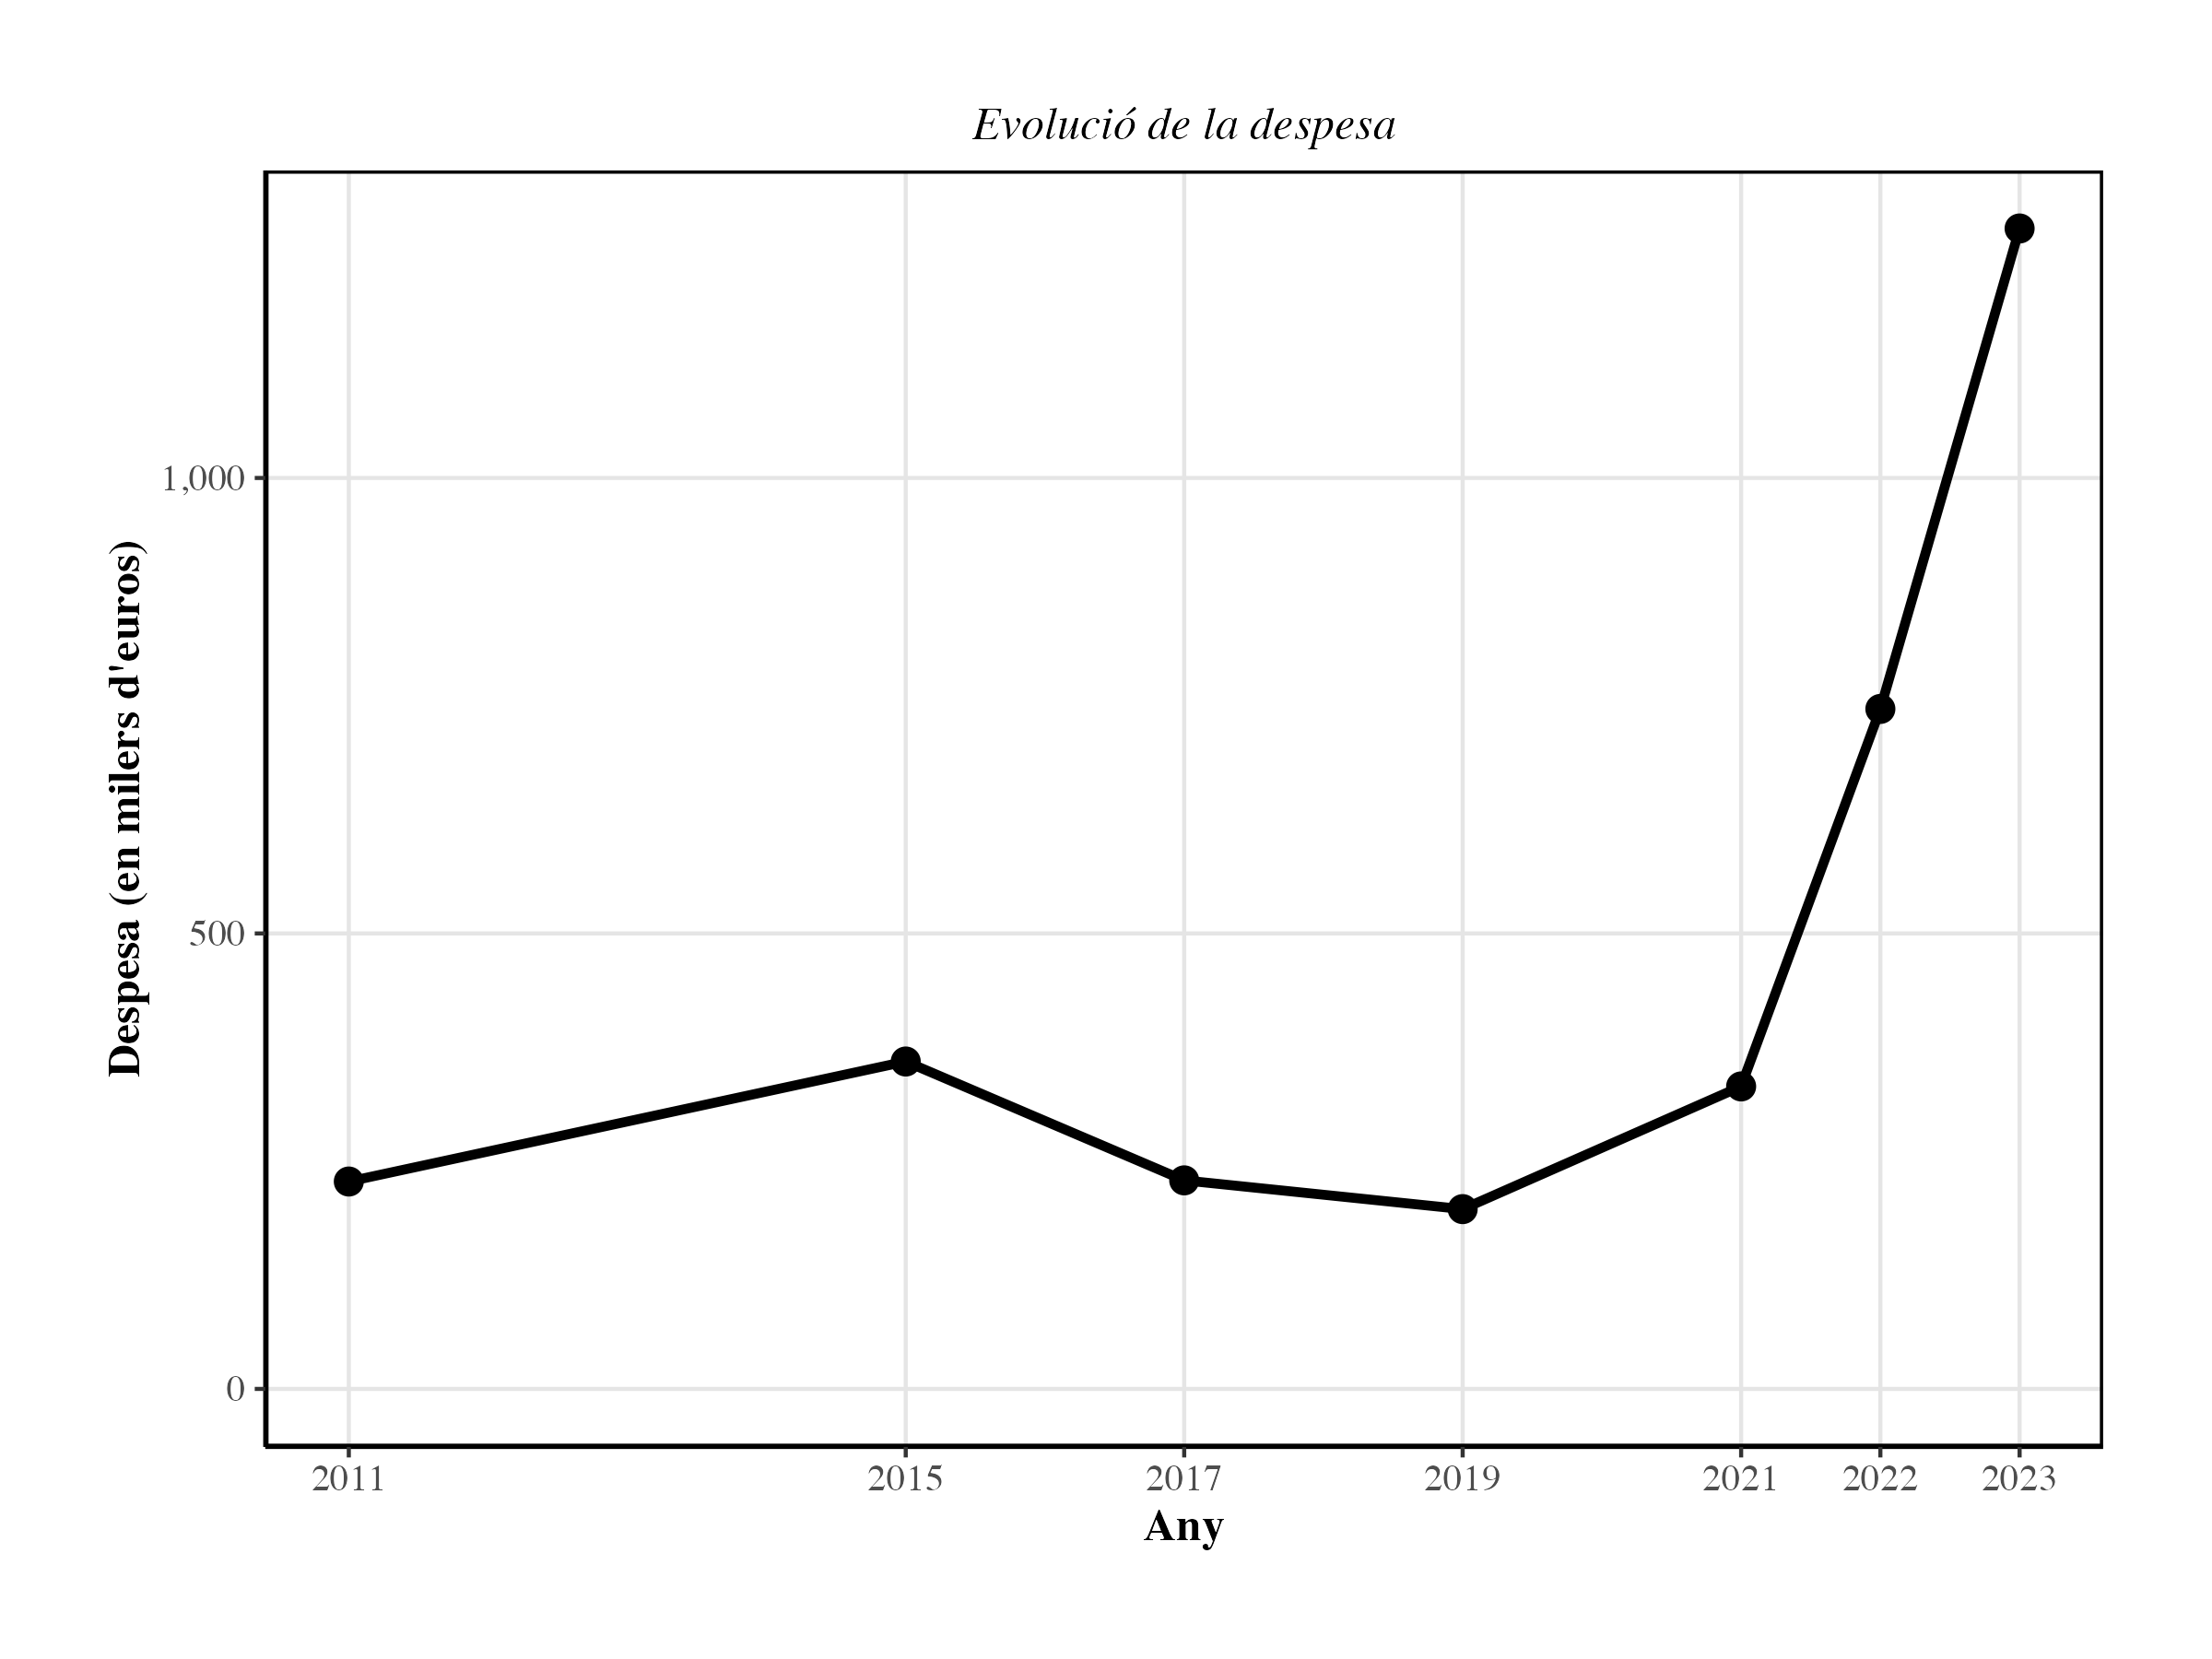 Evolució de la despesa
Despesa (en milers d'euros)
1,000
500
0
2011 2015 2017 2019 2021 2022 2023
Any